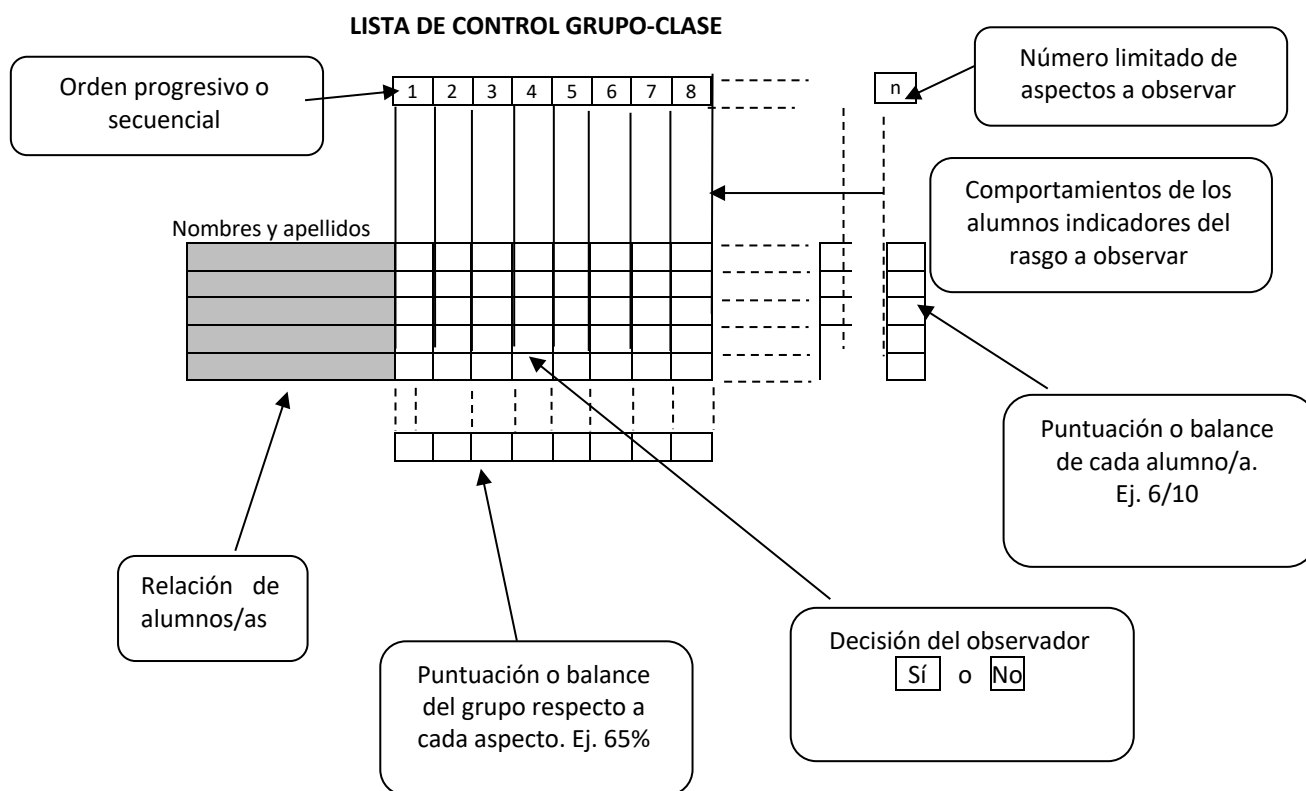 LISTA DE CONTROL GRUPO-CLASE
Orden progresivo o
secuencial
1 2 3 4 5 6 7 8
n
Número limitado de
aspectos a observar
Comportamientos de los
alumnos indicadores del
rasgo a observar
Nombres y apellidos
Puntuación o balance
de cada alumno/a.
Ej. 6/10
Relación de
alumnos/as
Puntuación o balance
del grupo respecto a
cada aspecto. Ej. 65%
Decisión del observador
Sí o No